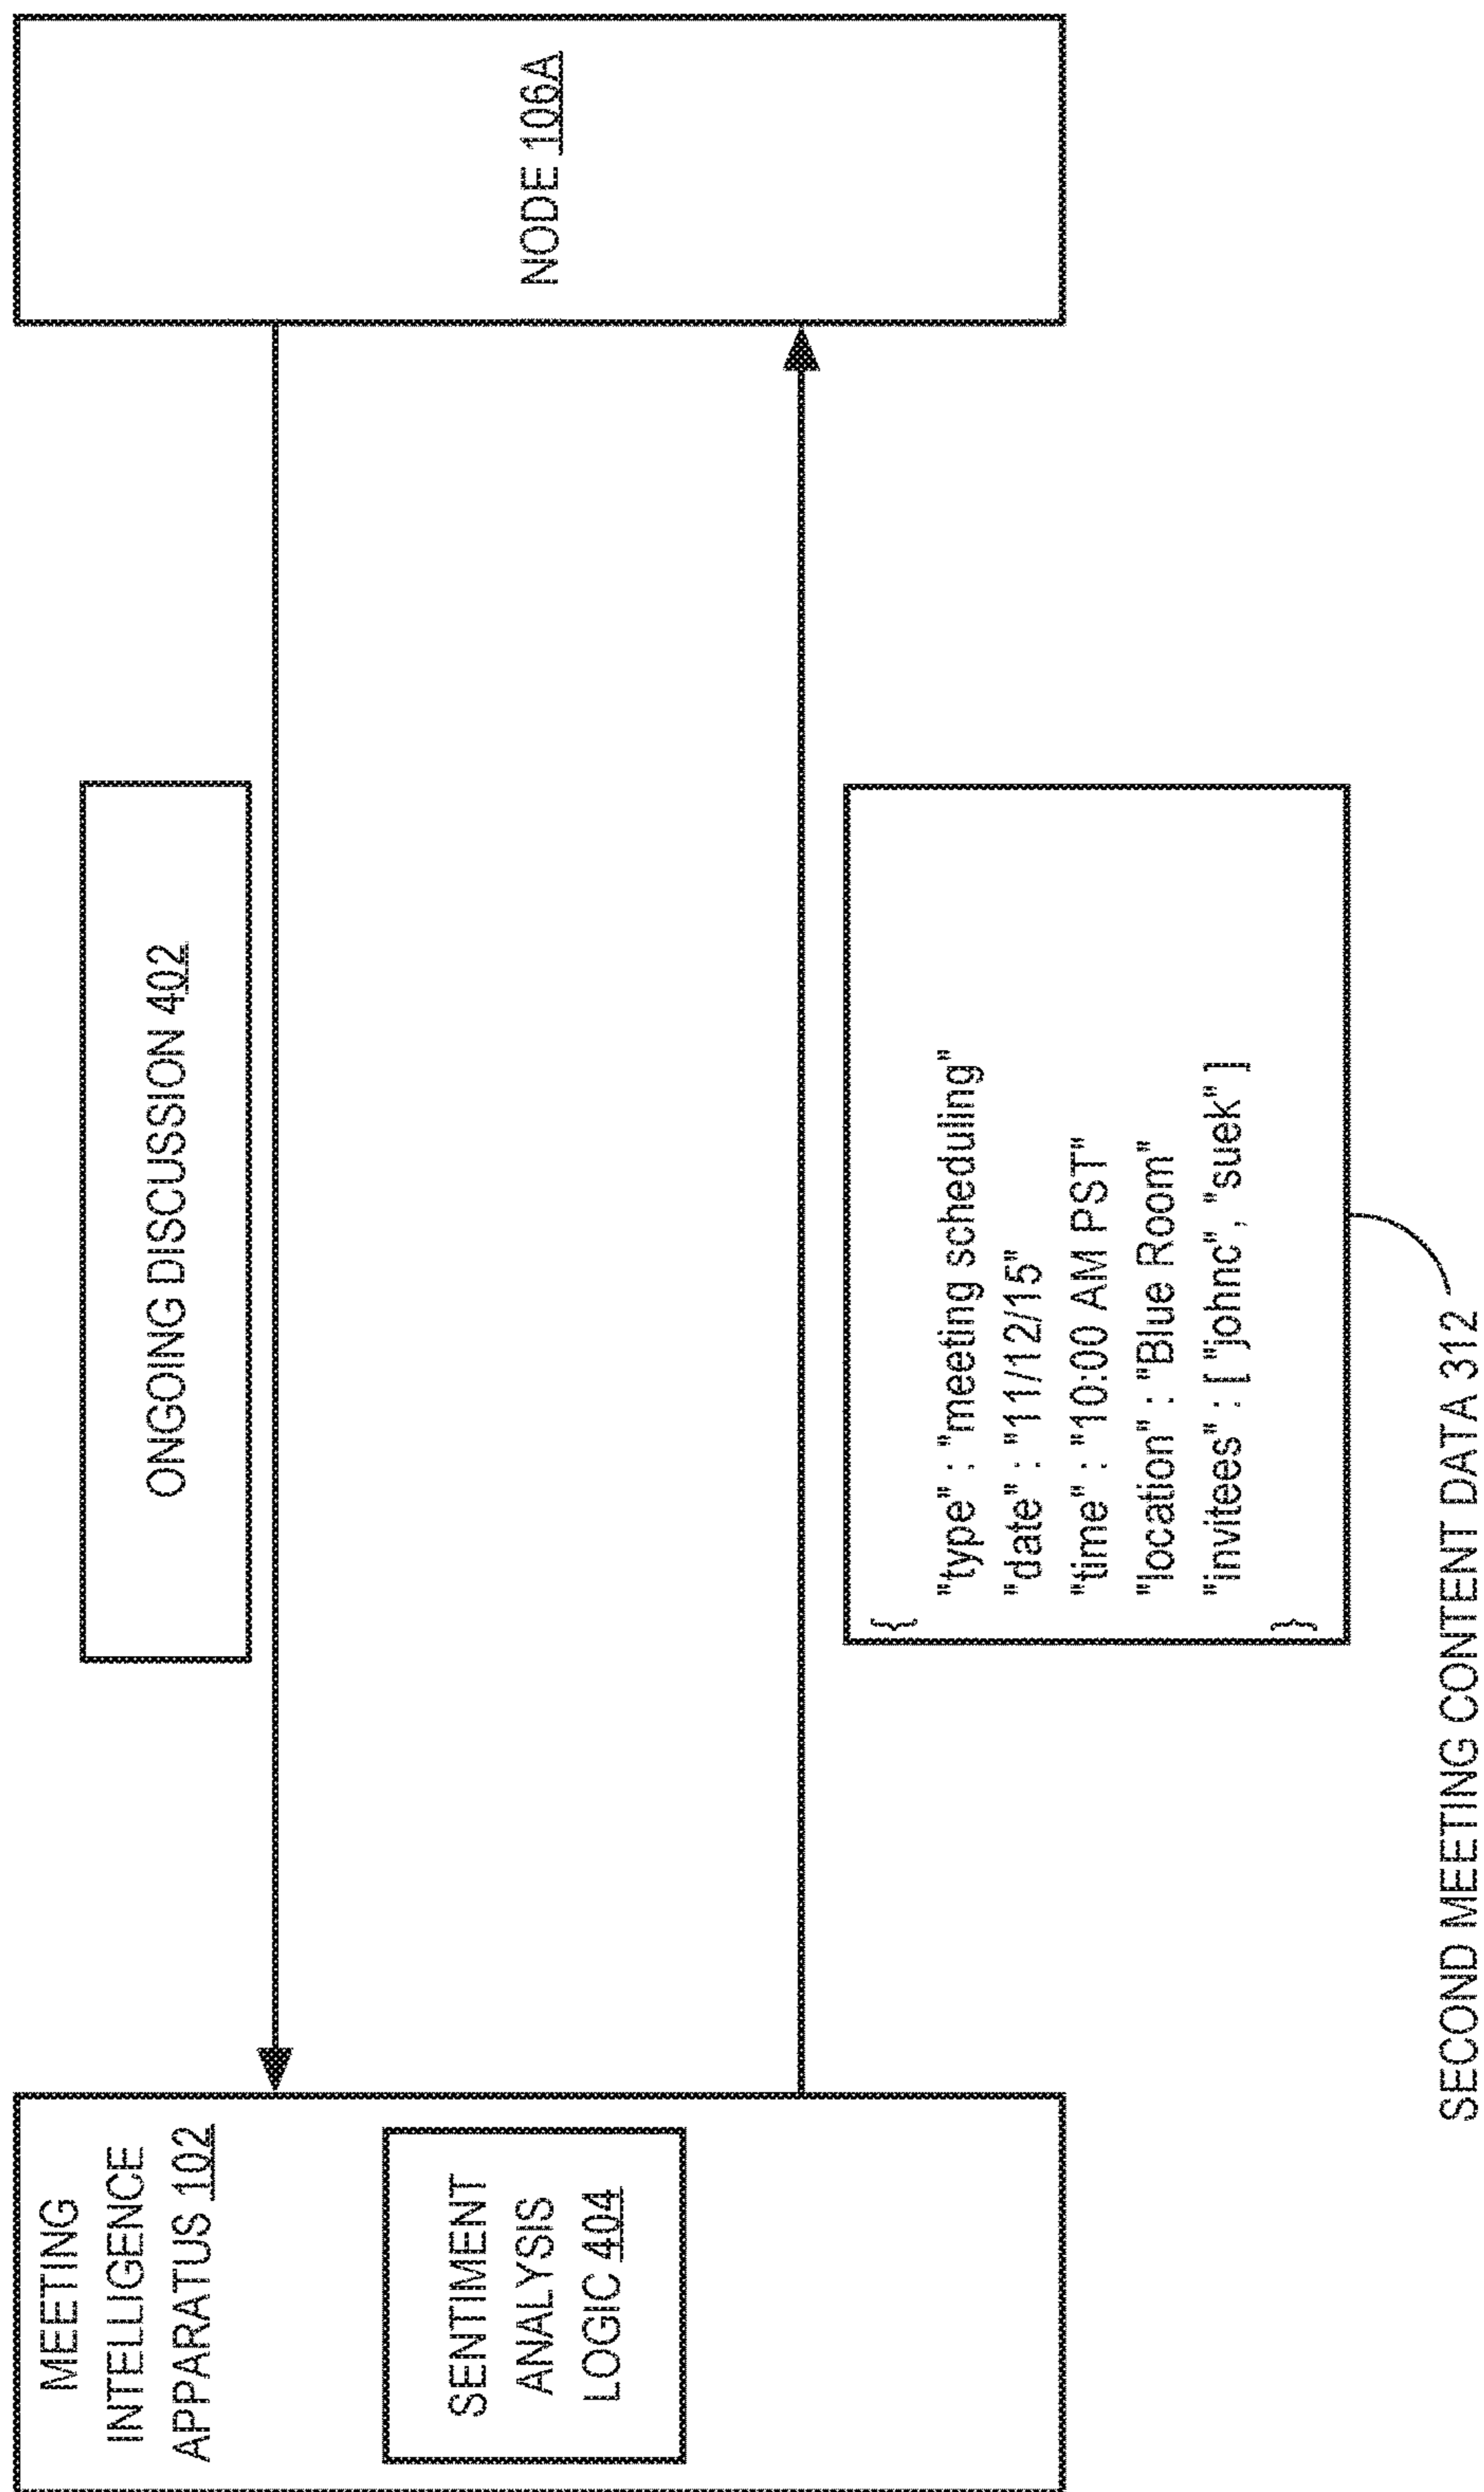 MEETING
INTELLIGENCE
APPARATUS 102
SENTIMENT
ANALYSIS
LOGIC 404
ONGOING DISCUSSION 402
NODE 106A
{
"type" : "meeting scheduling"
"date" : "11/12/15"
"time" : "10:00 AM PST"
"location" : "Blue Room"
"invitees" : [ "johnc", "suek" ]
}
SECOND MEETING CONTENT DATA 312